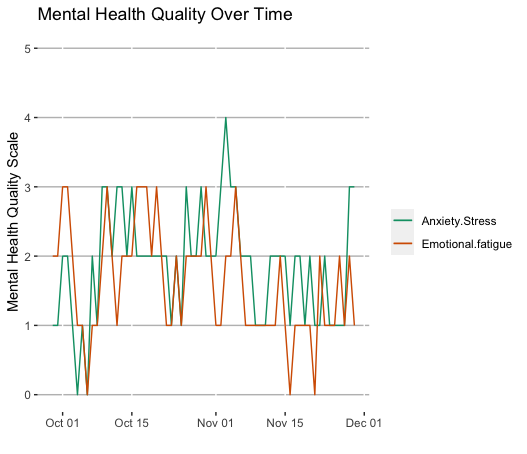 Mental Health Quality Over Time
Mental Health Quality Scale
5
4
3
2
1
0
Oct 01
Oct 15
Nov 01
Nov 15
Dec 01
Anxiety.Stress
Emotional.fatigue